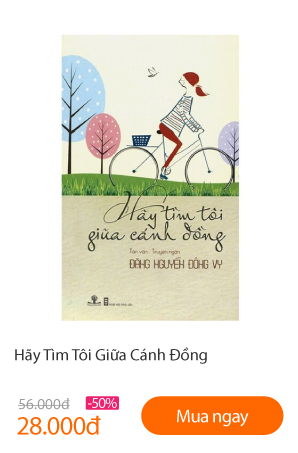 Hãy tìm tôi
giữa cánh đồng
Tản văn - Truyện ngắn
ĐẶNG NGUYỄN ĐÔNG VY
Hãy Tìm Tôi Giữa Cánh Đồng
56.000đ -50%
28.000đ
Mua ngay